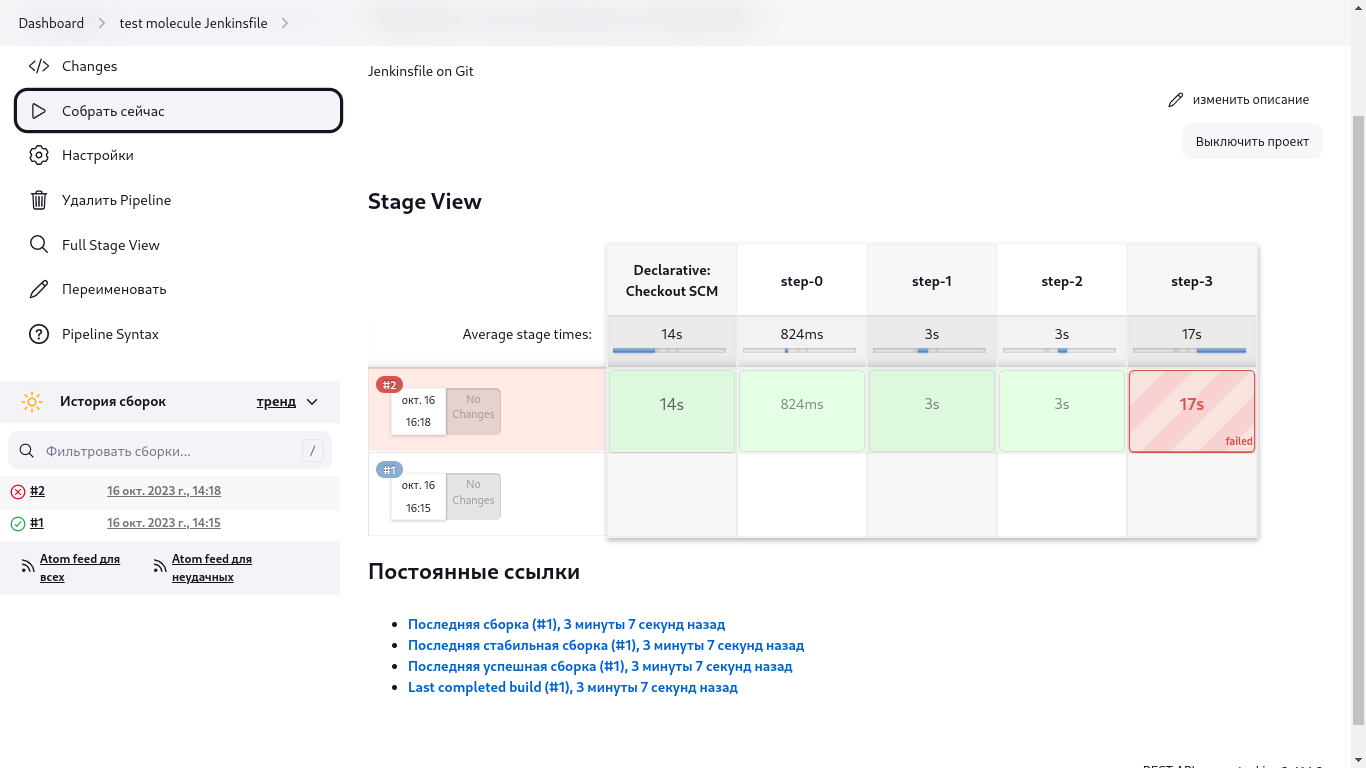 Dashboard
test molecule Jenkinsfile
Changes
Собрать сейчас
Настройки
Удалить Pipeline
Full Stage View
Переименовать
Pipeline Syntax
История сборок
тренд
Фильтровать сборки...
/
#2
16 окт. 2023 г., 14:18
#1
16 окт. 2023 г., 14:15
Atom feed для
всех
Atom feed для
неудачных
Jenkinsfile on Git
изменить описание
Выключить проект
Stage View
Declarative:
Checkout SCM
step-0
step-1
step-2
step-3
Average stage times:
14s
824ms
3s
3s
17s
#2
окт. 16
16:18
No
Changes
14s
824ms
3s
3s
17s
failed
#1
окт. 16
16:15
No
Changes
Постоянные ссылки
Последняя сборка (#1), 3 минуты 7 секунд назад
Последняя стабильная сборка (#1), 3 минуты 7 секунд назад
Последняя успешная сборка (#1), 3 минуты 7 секунд назад
Last completed build (#1), 3 минуты 7 секунд назад